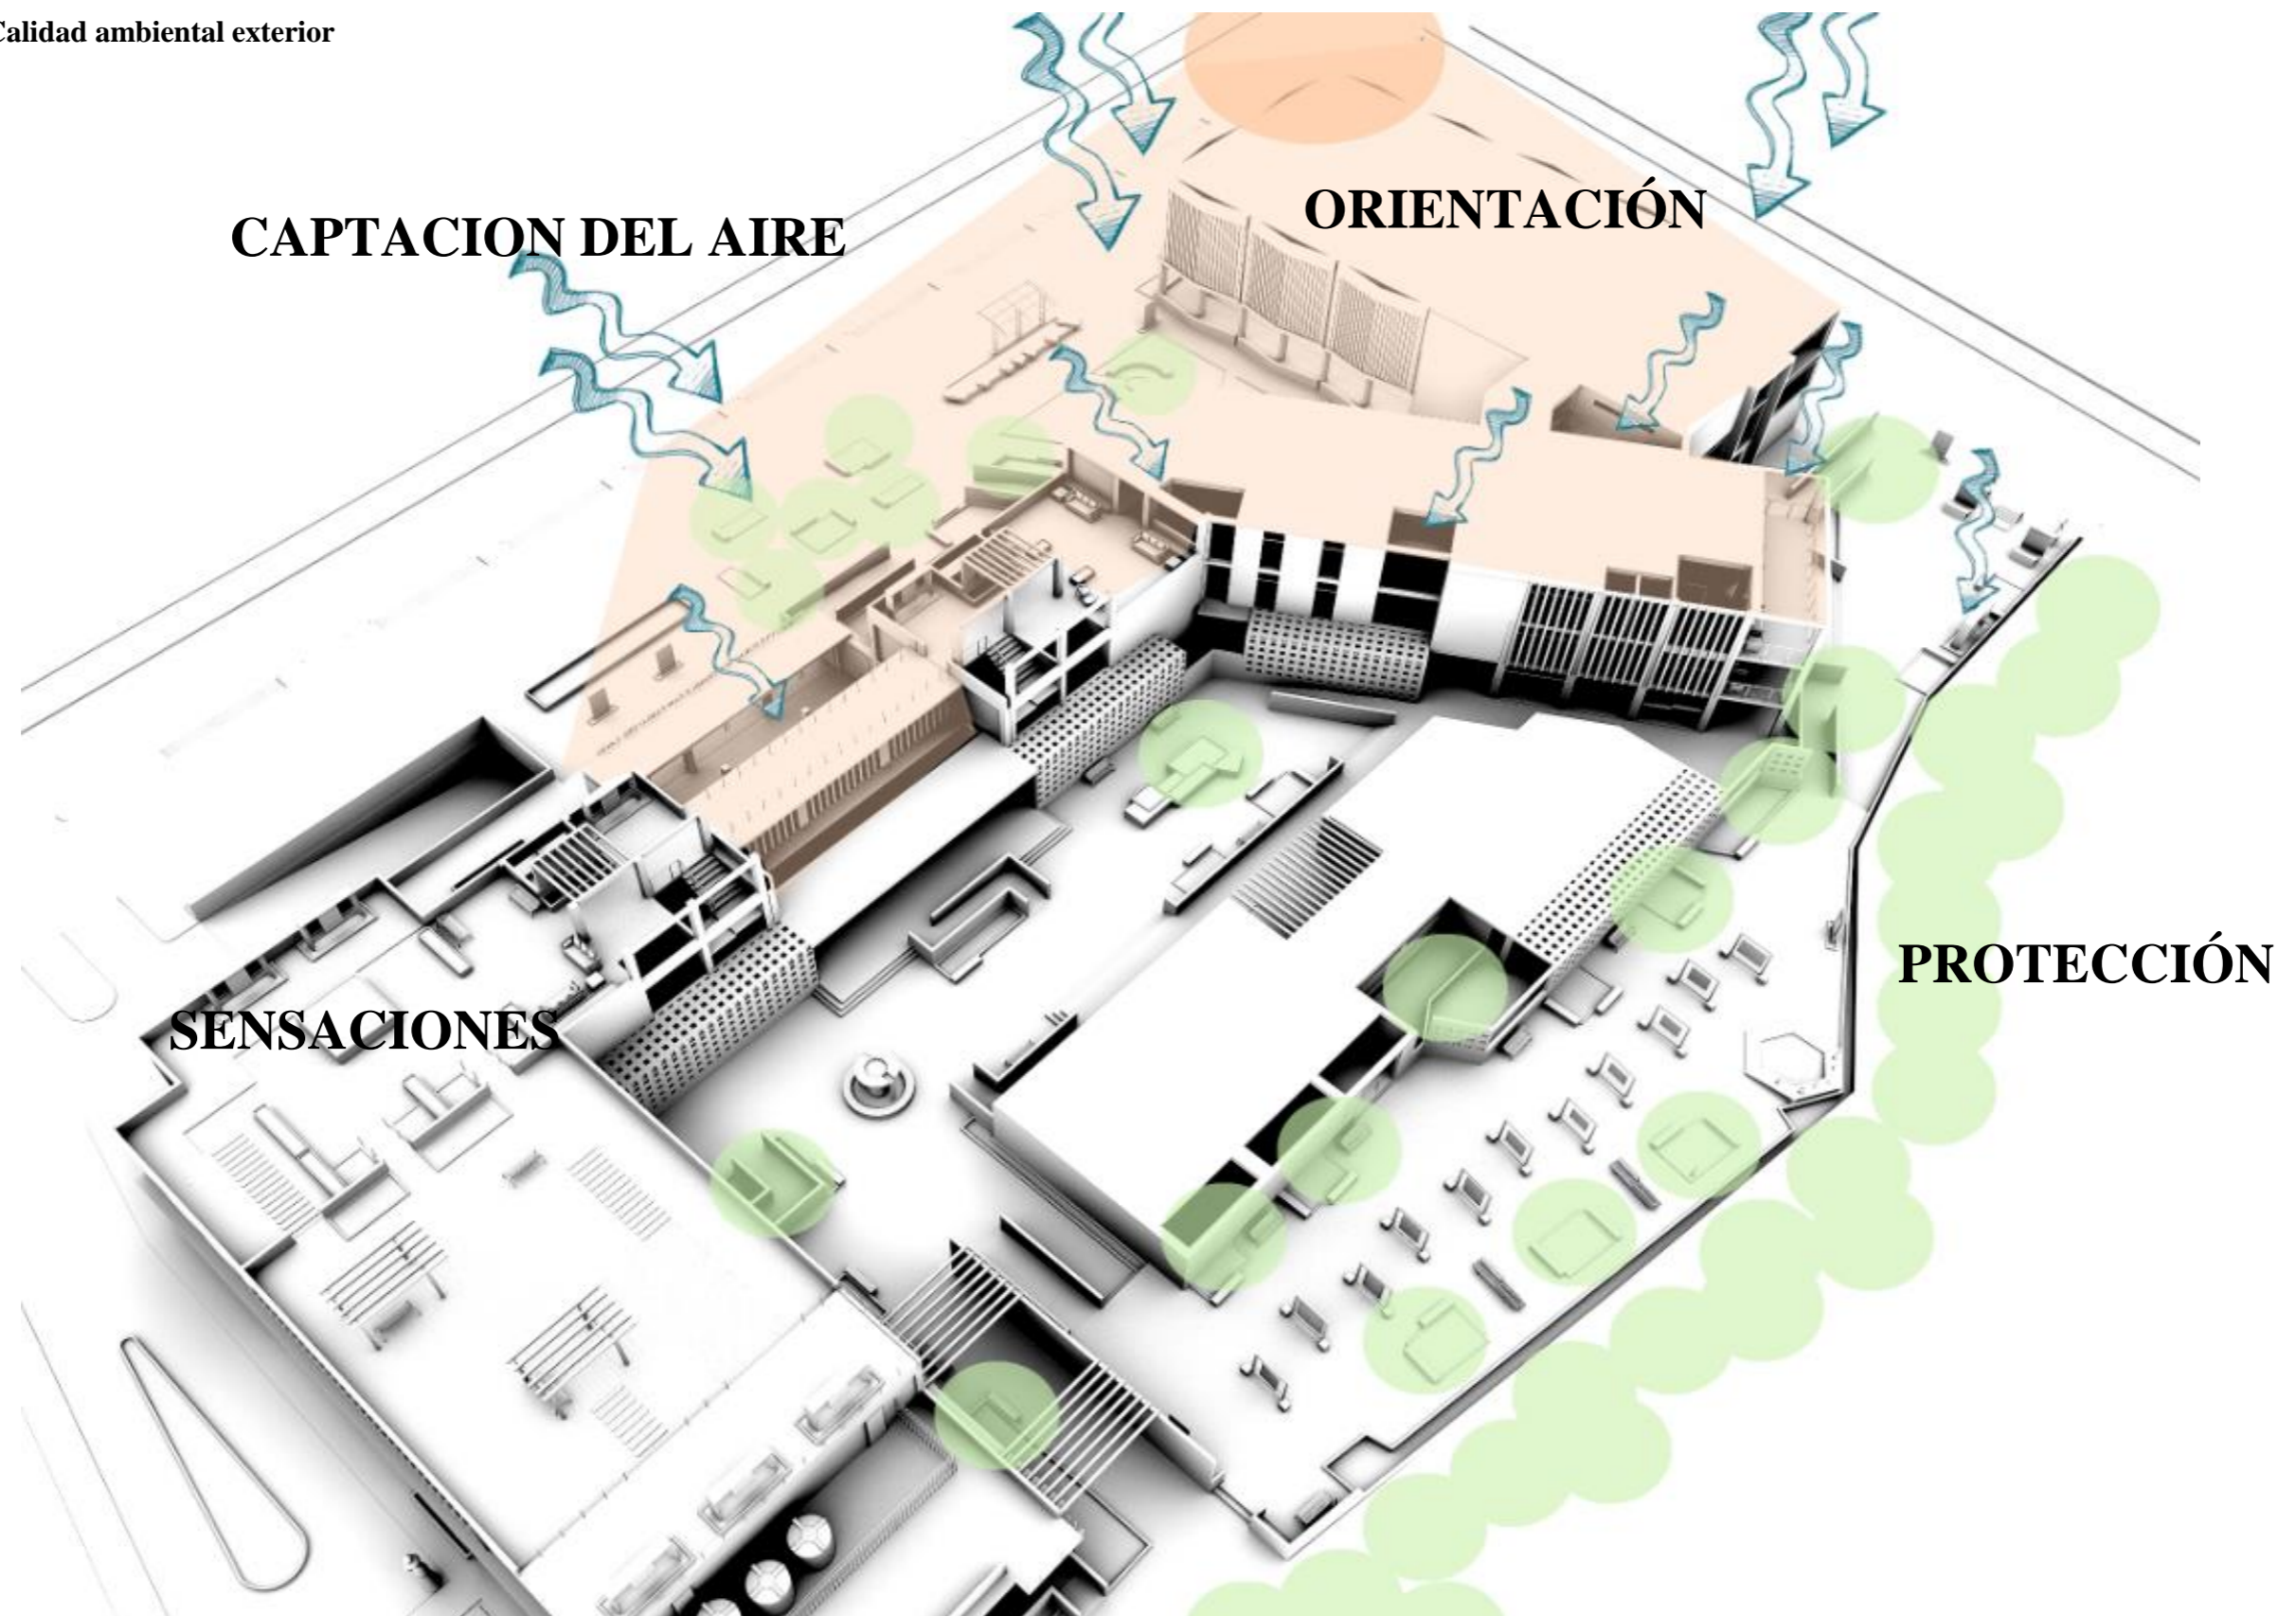 Calidad ambiental exterior
ORIENTACIÓN
CAPTACION DEL AIRE
PROTECCIÓN
SENSACIONES